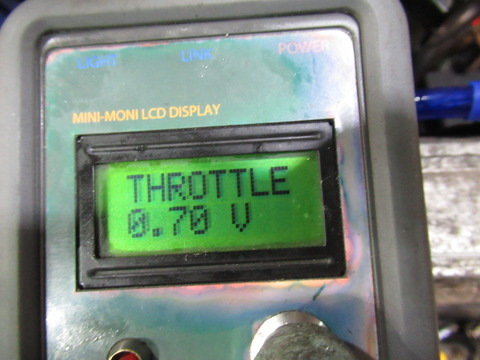 LIGHT LINK POWER
MINI-MONI LCD DISPLAY
THROTTLE
0.70 V